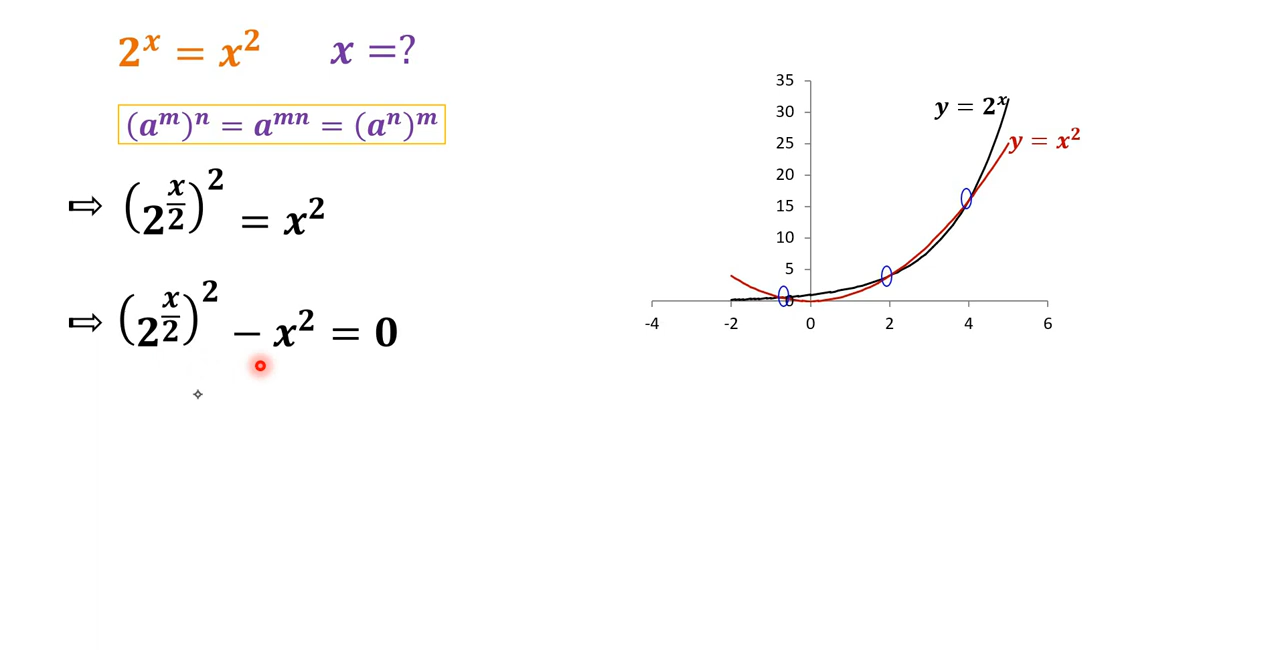 2^x = x^2 x =?
(a^m)^n = a^{mn} = (a^n)^m
⇨ (2^{x/2})^2 = x^2
⇨ (2^{x/2})^2 − x^2 = 0
35
30
25
20
15
10
5
0
-4 -2 0 2 4 6
y = 2^x
y = x^2